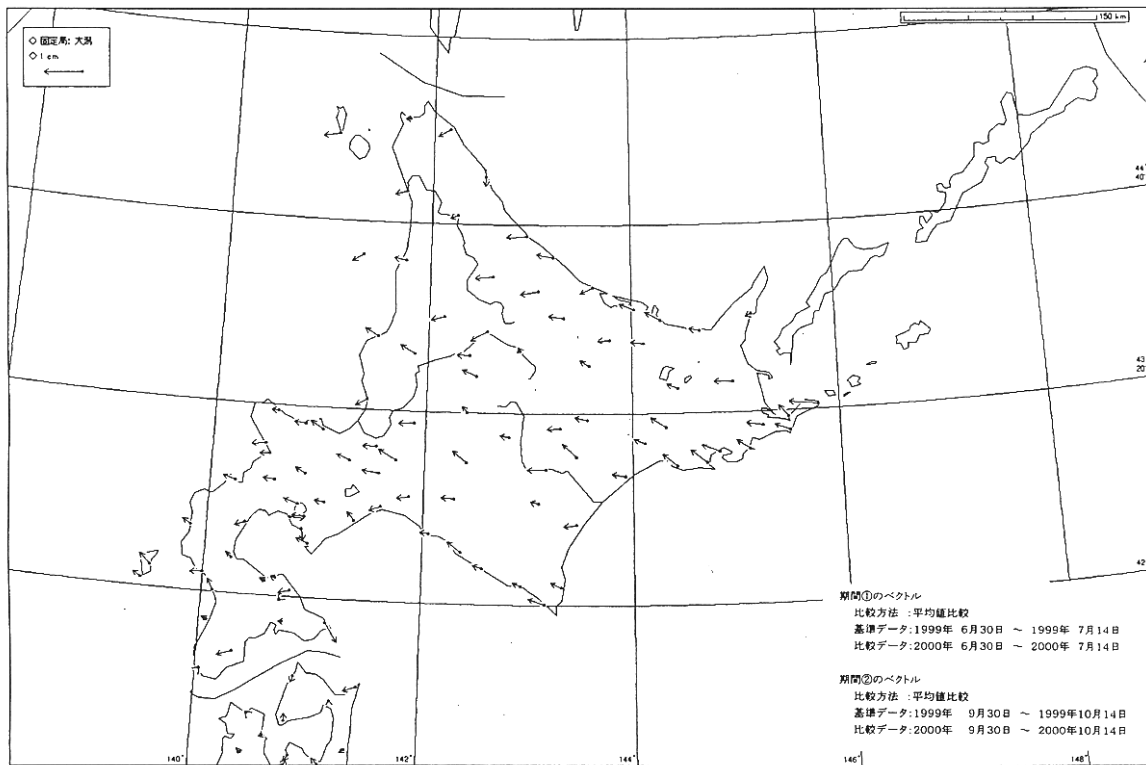 150 km
◇ 固定局: 大潟
◇ 1 cm
44°
40'
43
20'
42
期間①のベクトル
比較方法 :平均値比較
基準データ:1999年 6月30日 ~ 1999年 7月14日
比較データ:2000年 6月30日 ~ 2000年 7月14日
期間②のベクトル
比較方法 :平均値比較
基準データ:1999年 9月30日 ~ 1999年10月14日
比較データ:2000年 9月30日 ~ 2000年10月14日
140°
142°
144°
146°
148°